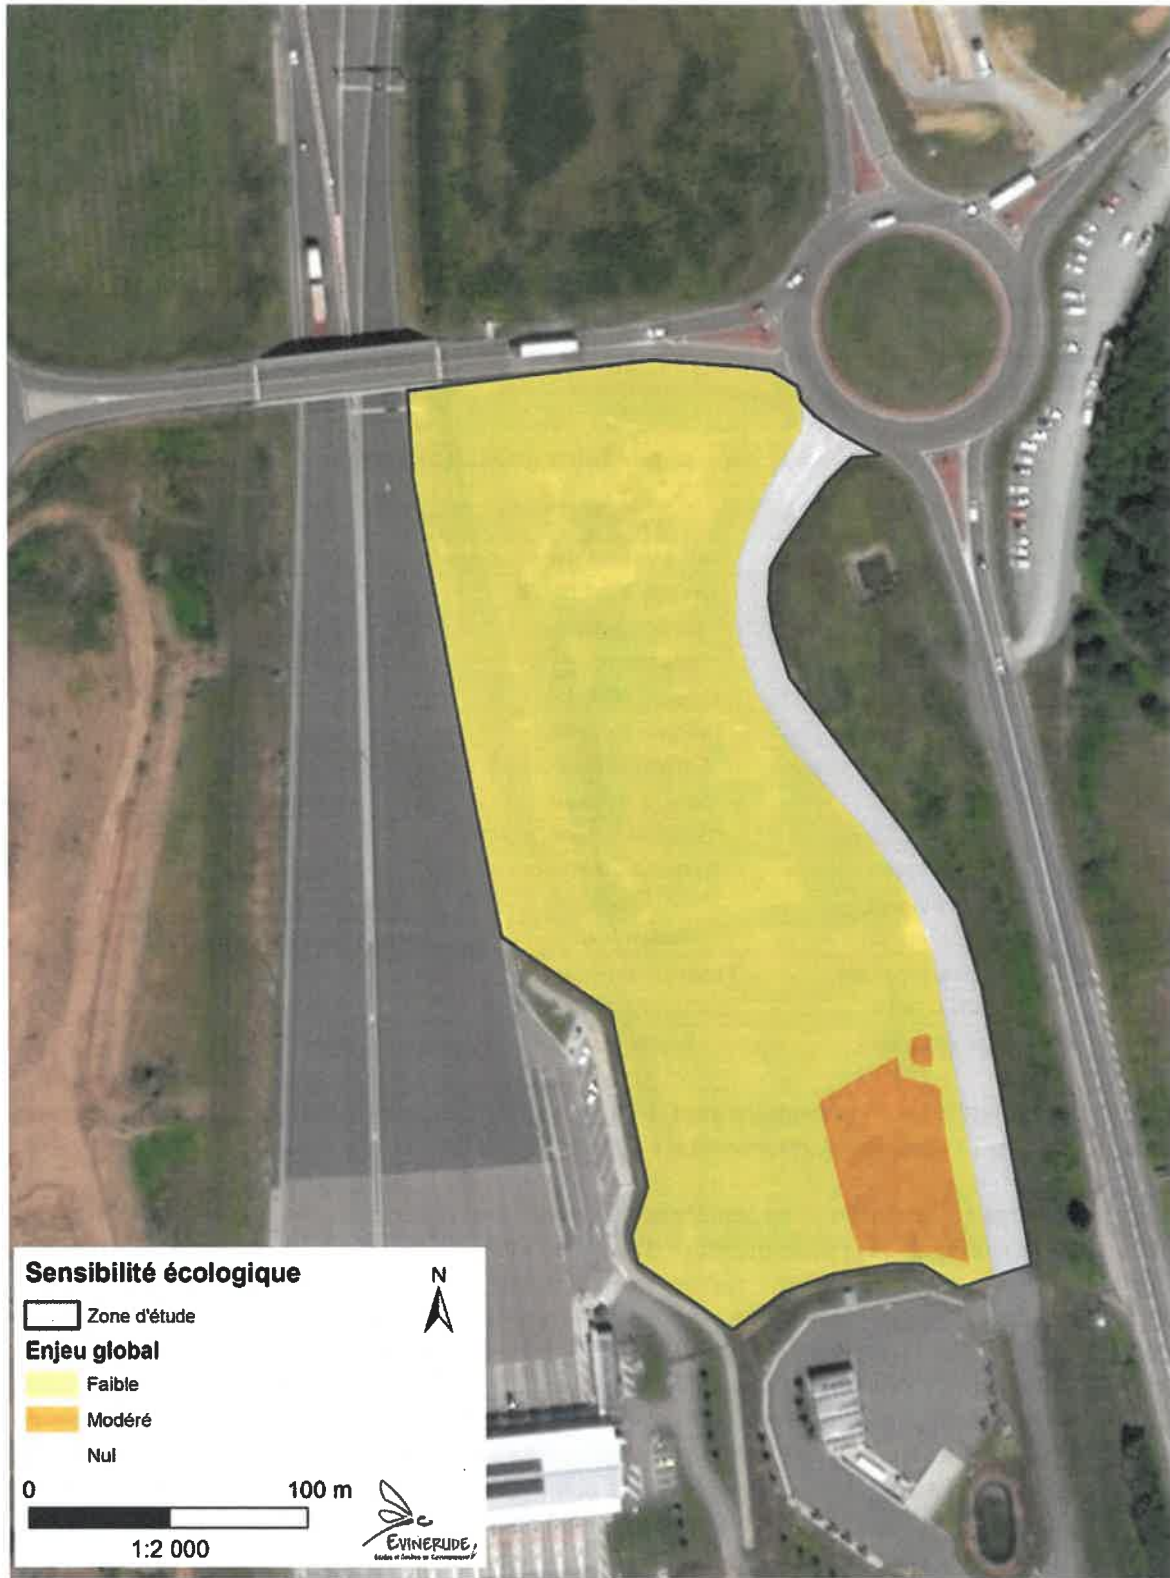 Sensibilité écologique
N
Zone d'étude
Enjeu global
Faible
Modéré
Nul
0 100 m
1:2 000
EVINERUDE